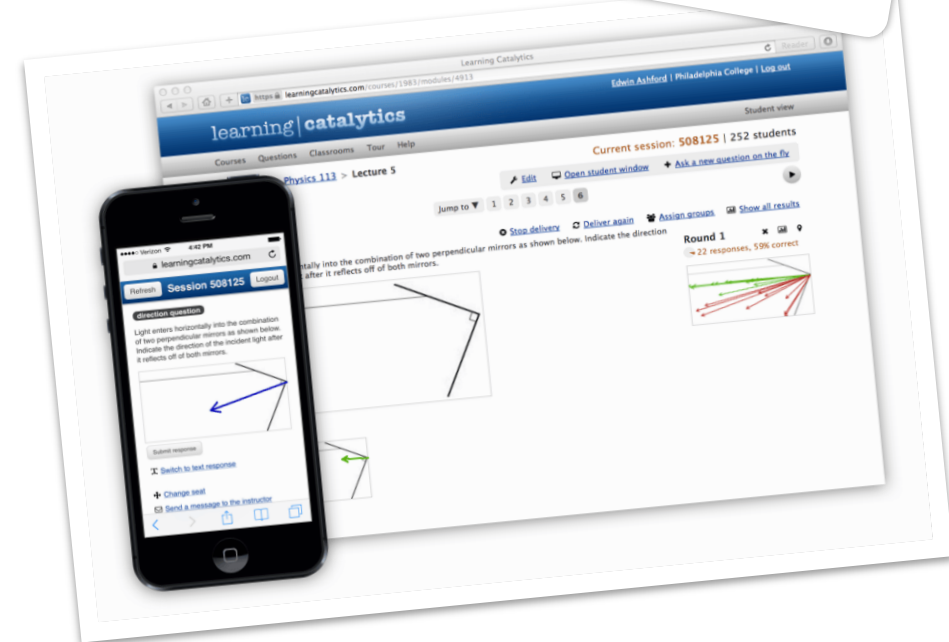 Learning Catalytics
https learningcatalytics.com/courses/1983/modules/4913
Reader
learning | catalytics
Edwin Ashford | Philadelphia College | Log out
Courses Questions Classrooms Tour Help
Student view
Current session: 508125 | 252 students
Physics 113 > Lecture 5
Edit Open student window Ask a new question on the fly
Jump to 1 2 3 4 5 6
Stop delivery Deliver again Assign groups Show all results
ntally into the combination of two perpendicular mirrors as shown below. Indicate the direction
after it reflects off of both mirrors.
Round 1
22 responses, 59% correct
Verizon 4:42 PM
learningcatalytics.com
Refresh Session 508125 Logout
direction question
Light enters horizontally into the combination
of two perpendicular mirrors as shown below.
Indicate the direction of the incident light after
it reflects off of both mirrors.
Submit response
Switch to text response
Change seat
Send a message to the instructor